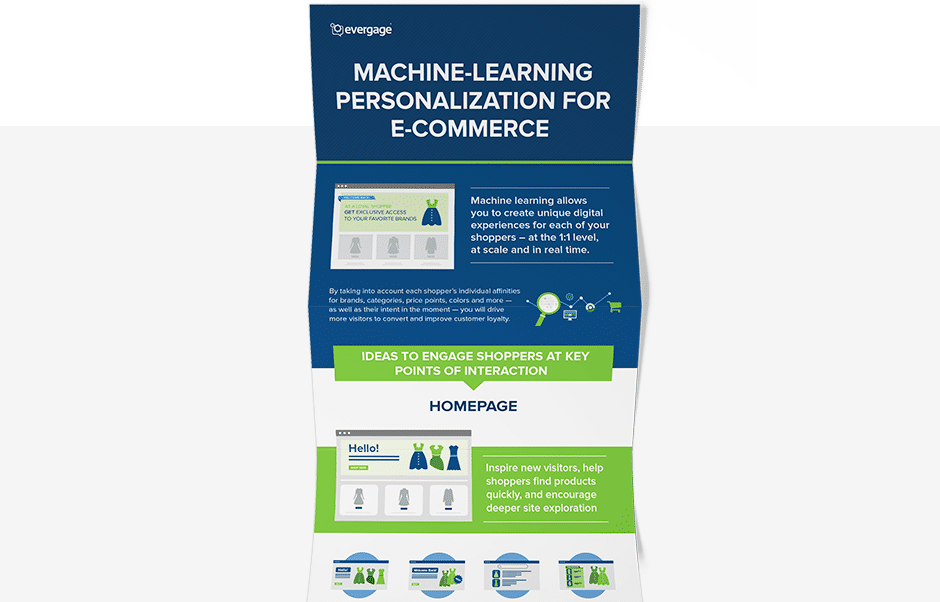 evergage
MACHINE-LEARNING
PERSONALIZATION FOR
E-COMMERCE
WELCOME BACK!
AS A LOYAL SHOPPER
GET EXCLUSIVE ACCESS
TO YOUR FAVORITE BRANDS
Machine learning allows
you to create unique digital
experiences for each of your
shoppers – at the 1:1 level,
at scale and in real time.
By taking into account each shopper's individual affinities
for brands, categories, price points, colors and more —
as well as their intent in the moment — you will drive
more visitors to convert and improve customer loyalty.
IDEAS TO ENGAGE SHOPPERS AT KEY
POINTS OF INTERACTION
HOMEPAGE
Hello!
Inspire new visitors, help
shoppers find products
quickly, and encourage
deeper site exploration
Hello!
Welcome Back!